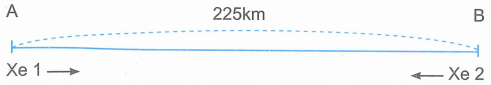 A 225km B
Xe 1 → ← Xe 2